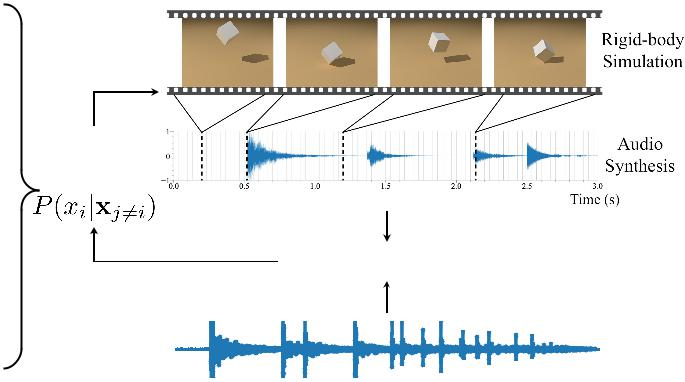 Rigid-body
Simulation
1
0
−1
Audio
Synthesis
0.0 0.5 1.0 1.5 2.0 2.5 3.0
Time (s)
P(x_i|𝐱_{j≠i})